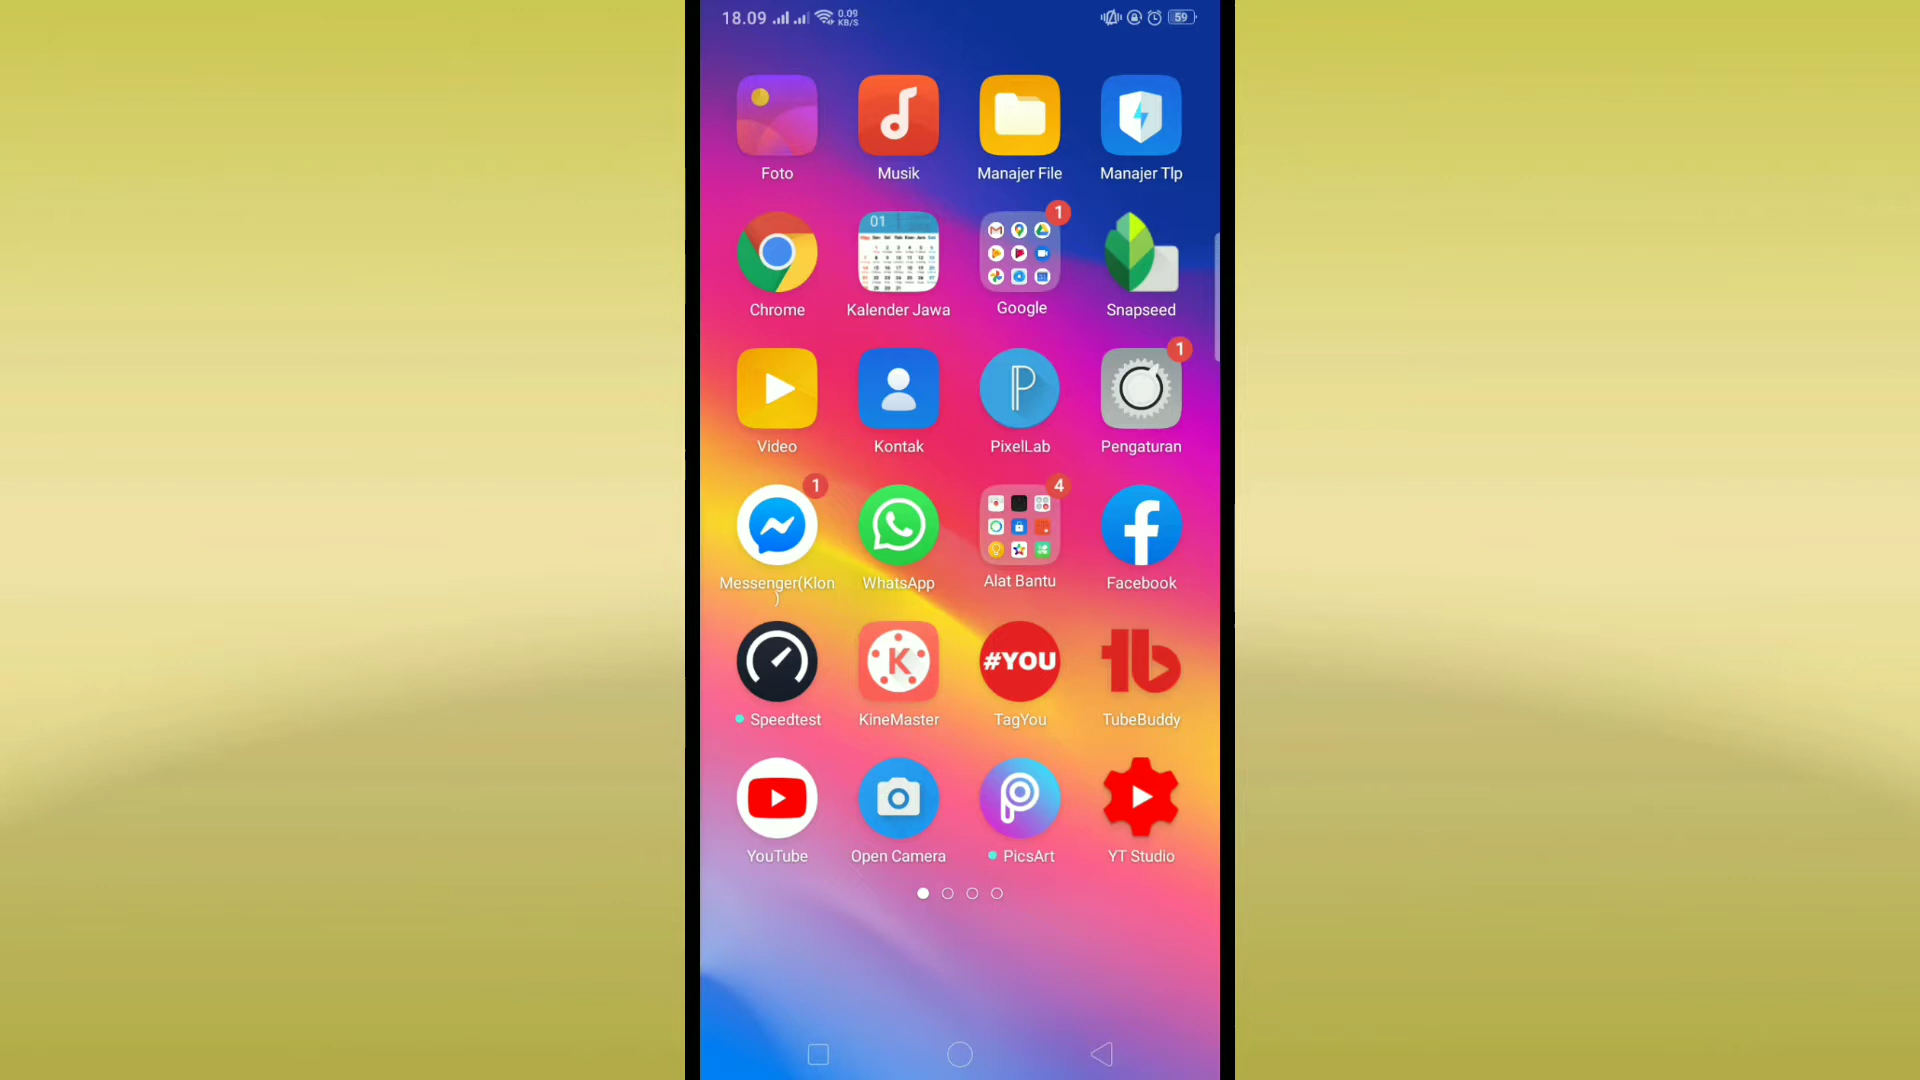 18.09 0.09 KB/S 59
Foto Musik Manajer File Manajer Tlp
01
1
Chrome Kalender Jawa Google Snapseed
1
Video Kontak PixelLab Pengaturan
1 4
Messenger(Klon
) WhatsApp Alat Bantu Facebook
K #YOU tb
Speedtest KineMaster TagYou TubeBuddy
YouTube Open Camera PicsArt YT Studio